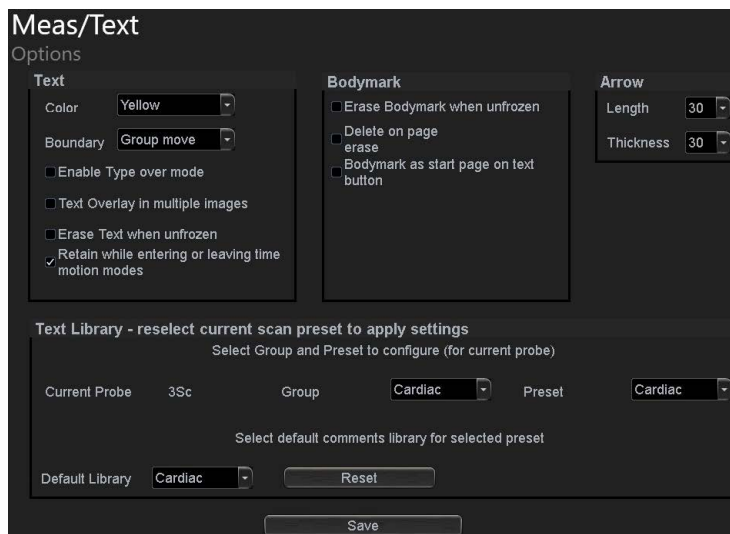 Meas/Text
Options
Text
Color Yellow
Boundary Group move
Enable Type over mode
Text Overlay in multiple images
Erase Text when unfrozen
Retain while entering or leaving time
motion modes
Bodymark
Erase Bodymark when unfrozen
Delete on page
erase
Bodymark as start page on text
button
Arrow
Length 30
Thickness 30
Text Library - reselect current scan preset to apply settings
Select Group and Preset to configure (for current probe)
Current Probe 3Sc Group Cardiac Preset Cardiac
Select default comments library for selected preset
Default Library Cardiac Reset
Save